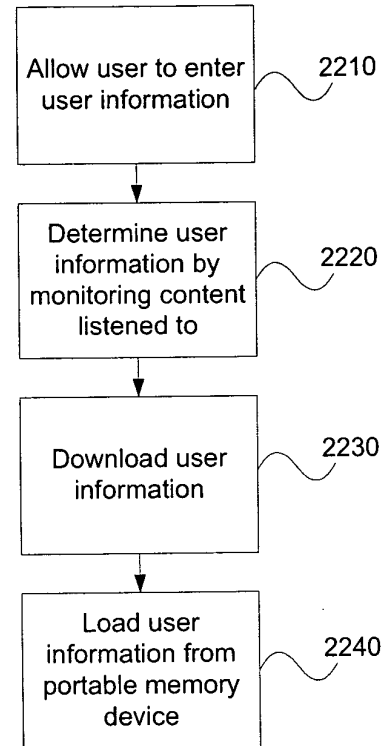 Allow user to enter
user information
2210
Determine user
information by
monitoring content
listened to
2220
Download user
information
2230
Load user
information from
portable memory
device
2240